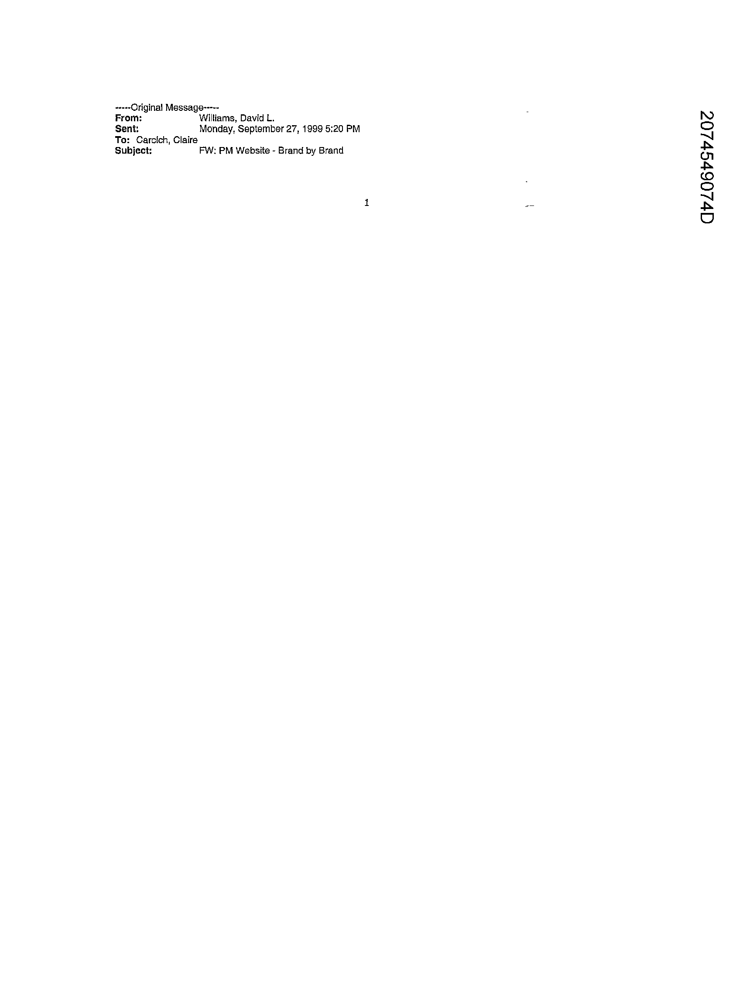 -----Original Message-----
From: Williams, David L.
Sent: Monday, September 27, 1999 5:20 PM
To: Carcich, Claire
Subject: FW: PM Website - Brand by Brand
1
2074549074D